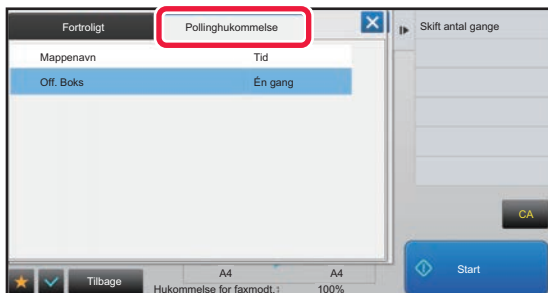 Fortroligt
Pollinghukommelse
Skift antal gange
Mappenavn Tid
Off. Boks Én gang
CA
Start
Tilbage
A4 A4
Hukommelse for faxmodt.: 100%